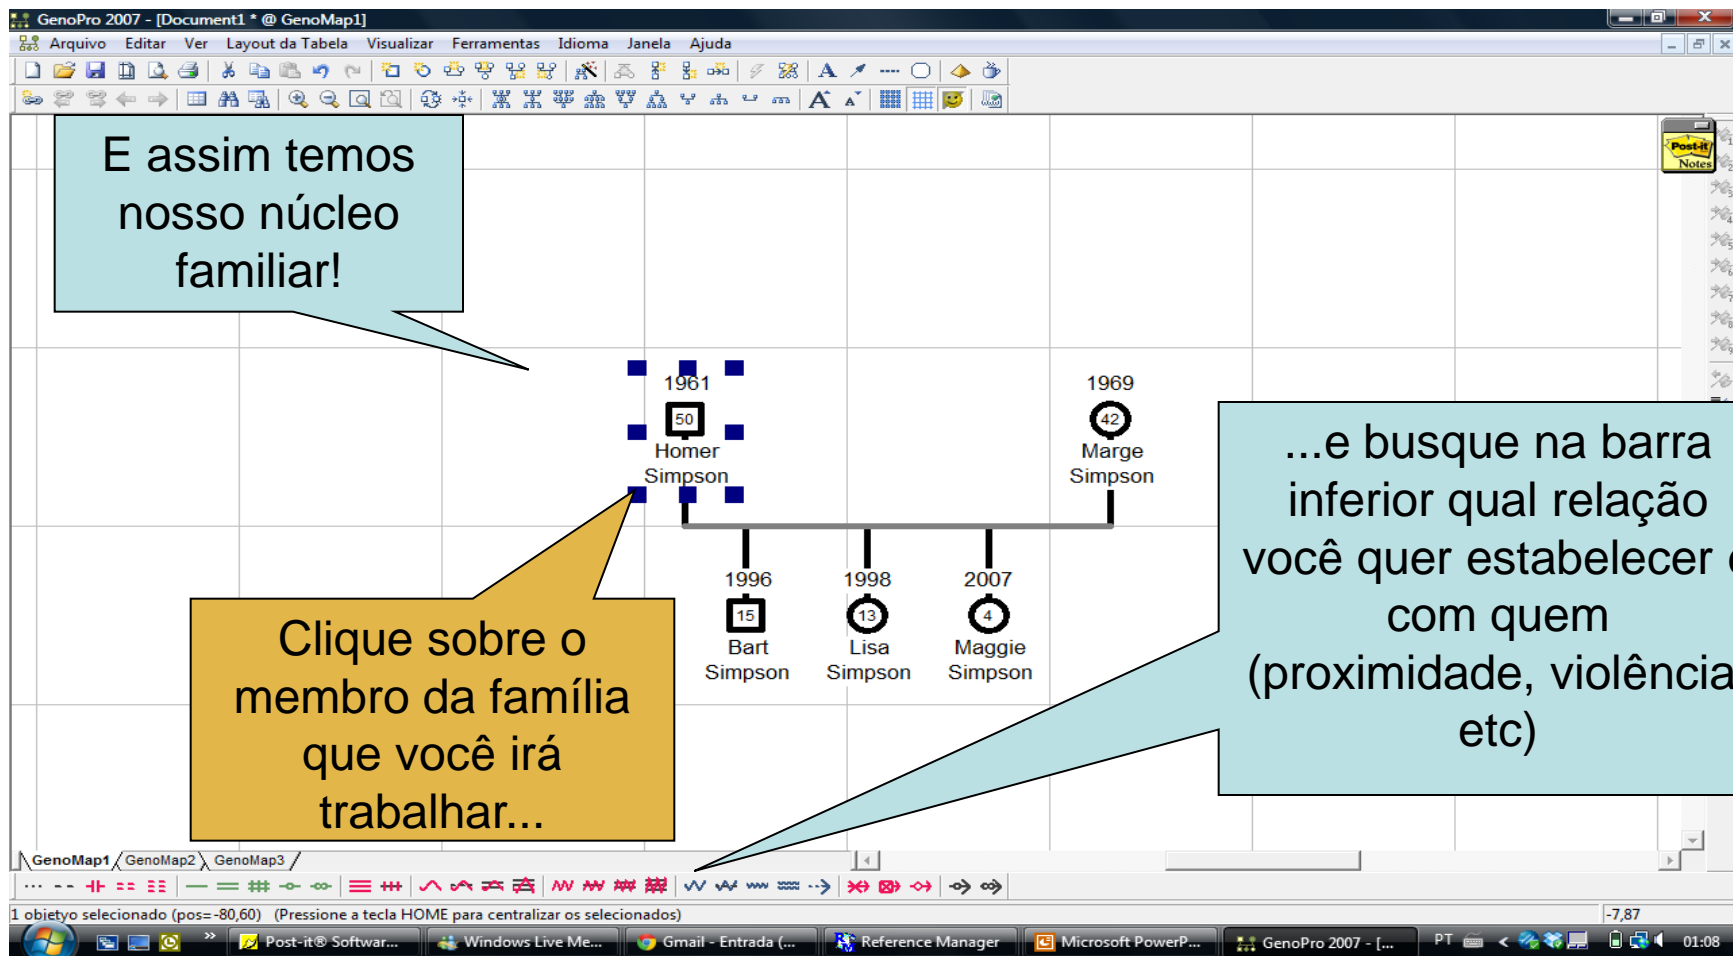 GenoPro 2007 - [Document1 * @ GenoMap1]
Arquivo Editar Ver Layout da Tabela Visualizar Ferramentas Idioma Janela Ajuda
E assim temos
nosso núcleo
familiar!
Post-it
Notes
1961
50
Homer
Simpson
1969
42
Marge
Simpson
1996
15
Bart
Simpson
1998
13
Lisa
Simpson
2007
4
Maggie
Simpson
Clique sobre o
membro da família
que você irá
trabalhar...
...e busque na barra
inferior qual relação
você quer estabelecer
com quem
(proximidade, violência
etc)
GenoMap1 GenoMap2 GenoMap3
1 objetyo selecionado (pos=-80,60) (Pressione a tecla HOME para centralizar os selecionados)
-7,87
Post-it® Softwar... Windows Live Me... Gmail - Entrada (... Reference Manager Microsoft PowerP... GenoPro 2007 - [... PT 01:08